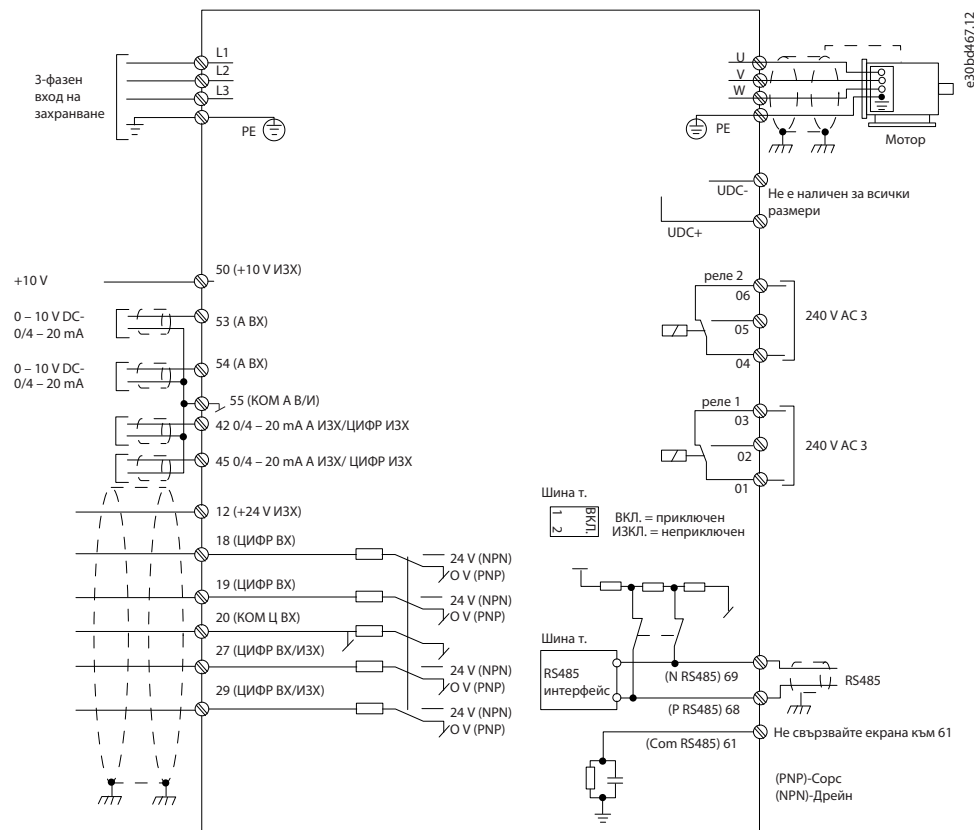 e30bd467.12
3-фазен
вход на
захранване
L1
L2
L3
PE
U
V
W
PE
Мотор
UDC-
Не е наличен за всички
размери
UDC+
+10 V
50 (+10 V ИЗХ)
0 – 10 V DC-
0/4 – 20 mA
53 (A ВХ)
0 – 10 V DC-
0/4 – 20 mA
54 (A ВХ)
55 (КОМ A В/И)
42 0/4 – 20 mA A ИЗХ/ЦИФР ИЗХ
45 0/4 – 20 mA A ИЗХ/ ЦИФР ИЗХ
12 (+24 V ИЗХ)
18 (ЦИФР ВХ)
24 V (NPN)
O V (PNP)
19 (ЦИФР ВХ)
24 V (NPN)
O V (PNP)
20 (КОМ Ц ВХ)
27 (ЦИФР ВХ/ИЗХ)
24 V (NPN)
O V (PNP)
29 (ЦИФР ВХ/ИЗХ)
24 V (NPN)
O V (PNP)
реле 2
06
05
04
240 V AC 3
реле 1
03
02
01
240 V AC 3
Шина т.
ВКЛ.
1 2
ВКЛ. = приключен
ИЗКЛ. = неприключен
Шина т.
RS485
интерфейс
(N RS485) 69
RS485
(P RS485) 68
(Com RS485) 61
Не свързвайте екрана към 61
(PNP)-Сорс
(NPN)-Дрейн